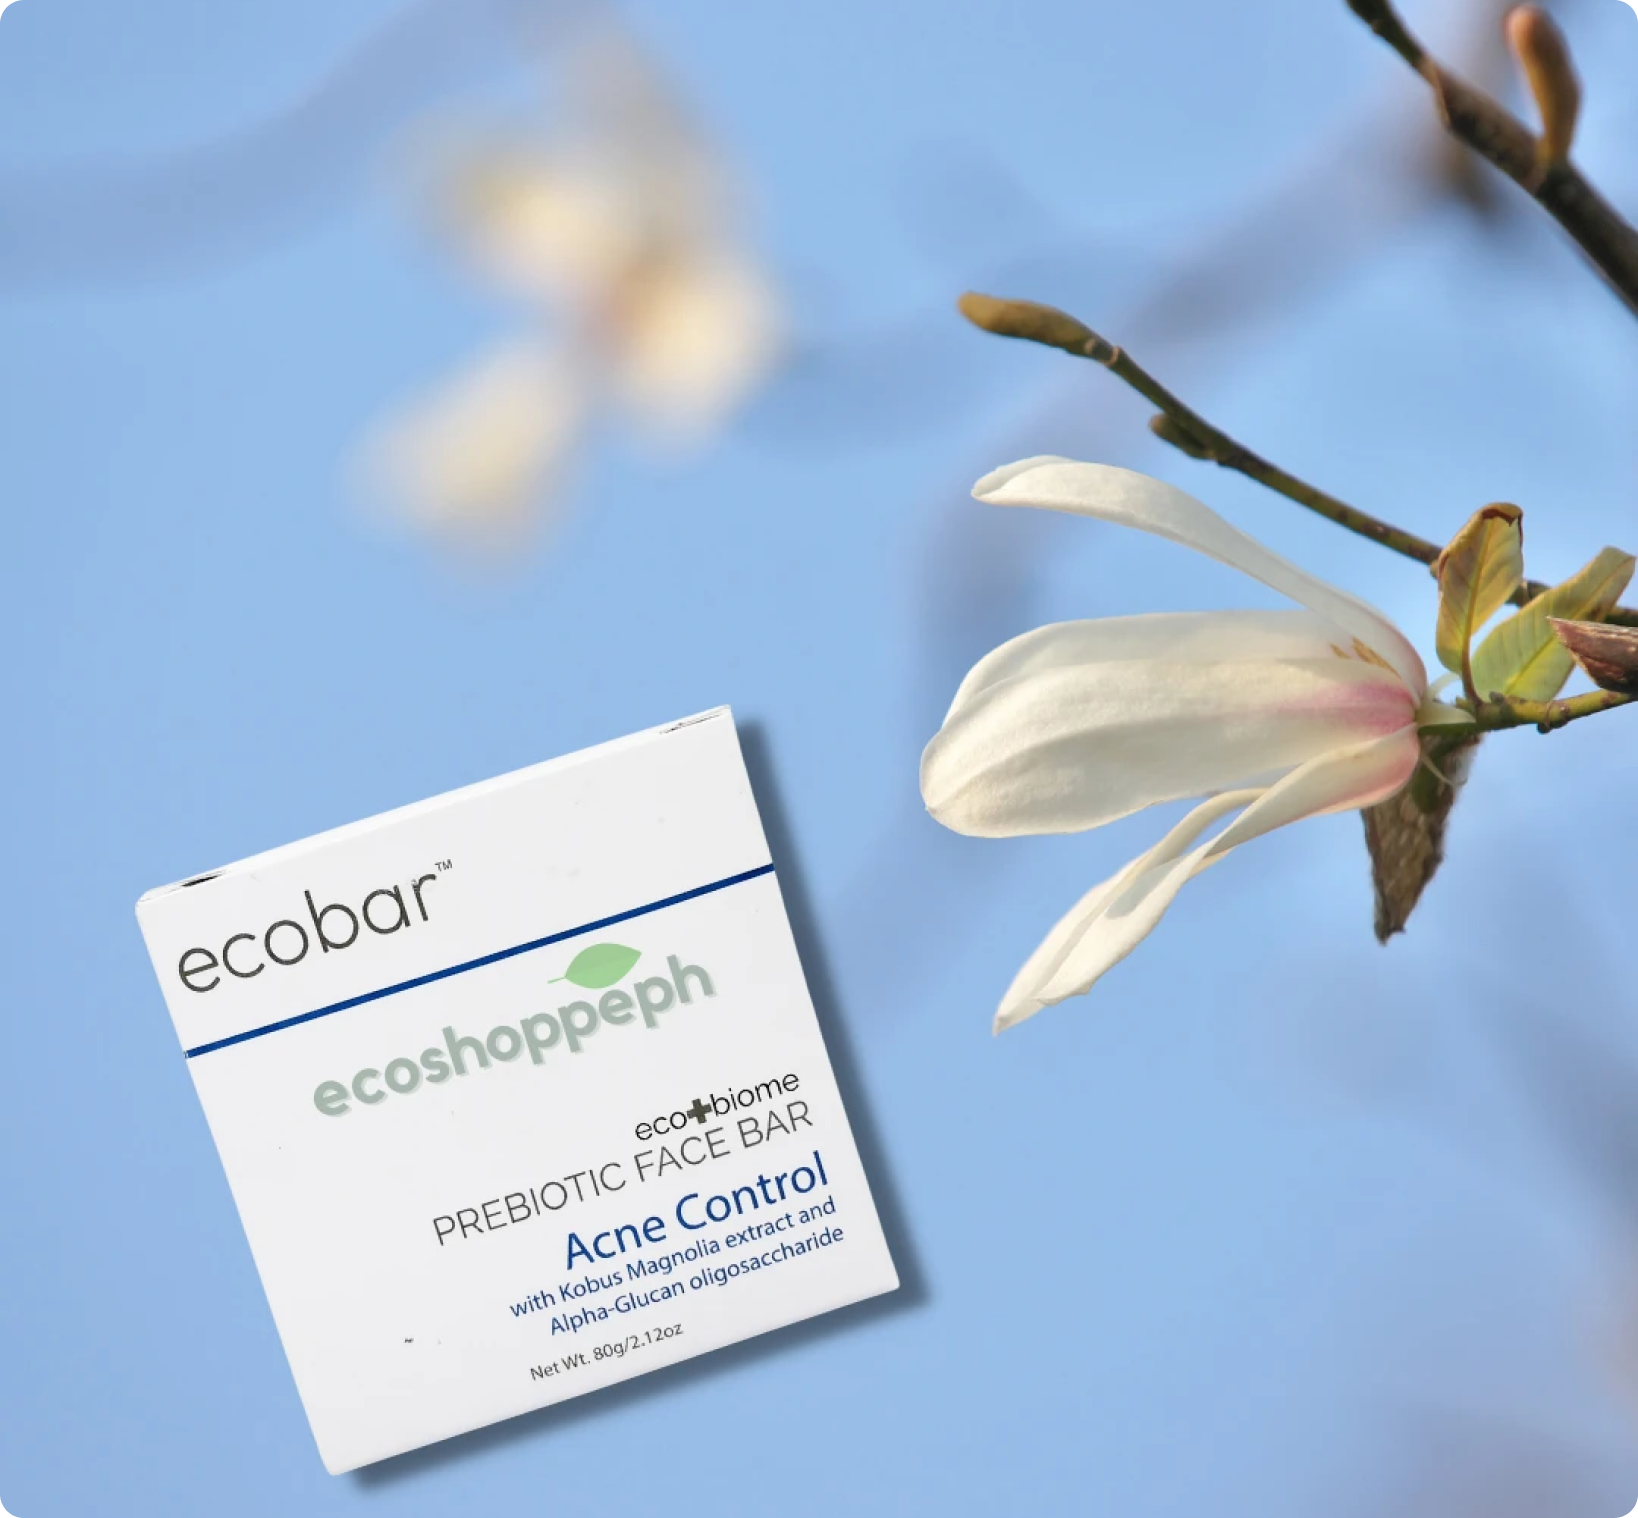 ecobar™
ecoshoppeph
eco+biome
PREBIOTIC FACE BAR
Acne Control
with Kobus Magnolia extract and
Alpha-Glucan oligosaccharide
Net Wt. 80g/2.12oz